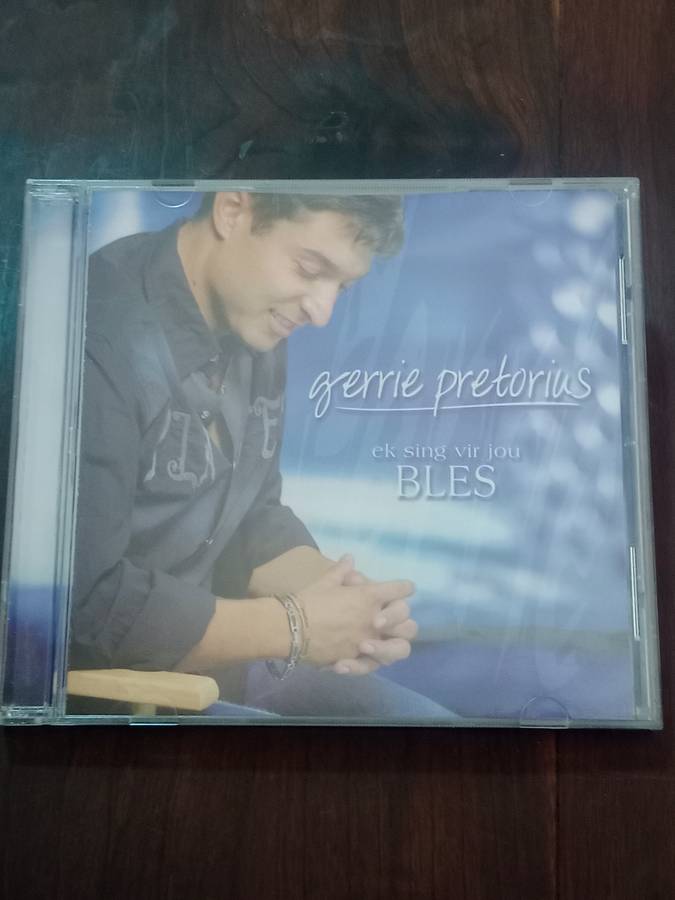 gerrie pretorius
ek sing vir jou
BLES